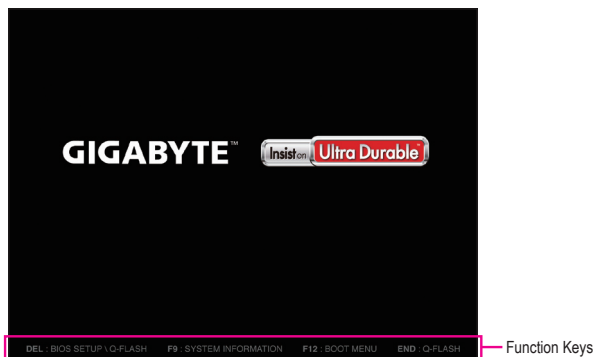 GIGABYTE™
Insist on Ultra Durable™
DEL : BIOS SETUP \ Q-FLASH F9 : SYSTEM INFORMATION F12 : BOOT MENU END : Q-FLASH
Function Keys